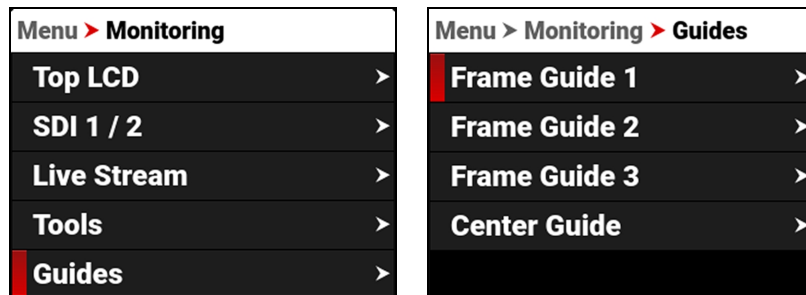 Menu > Monitoring
Top LCD
SDI 1 / 2
Live Stream
Tools
Guides
Menu > Monitoring > Guides
Frame Guide 1
Frame Guide 2
Frame Guide 3
Center Guide